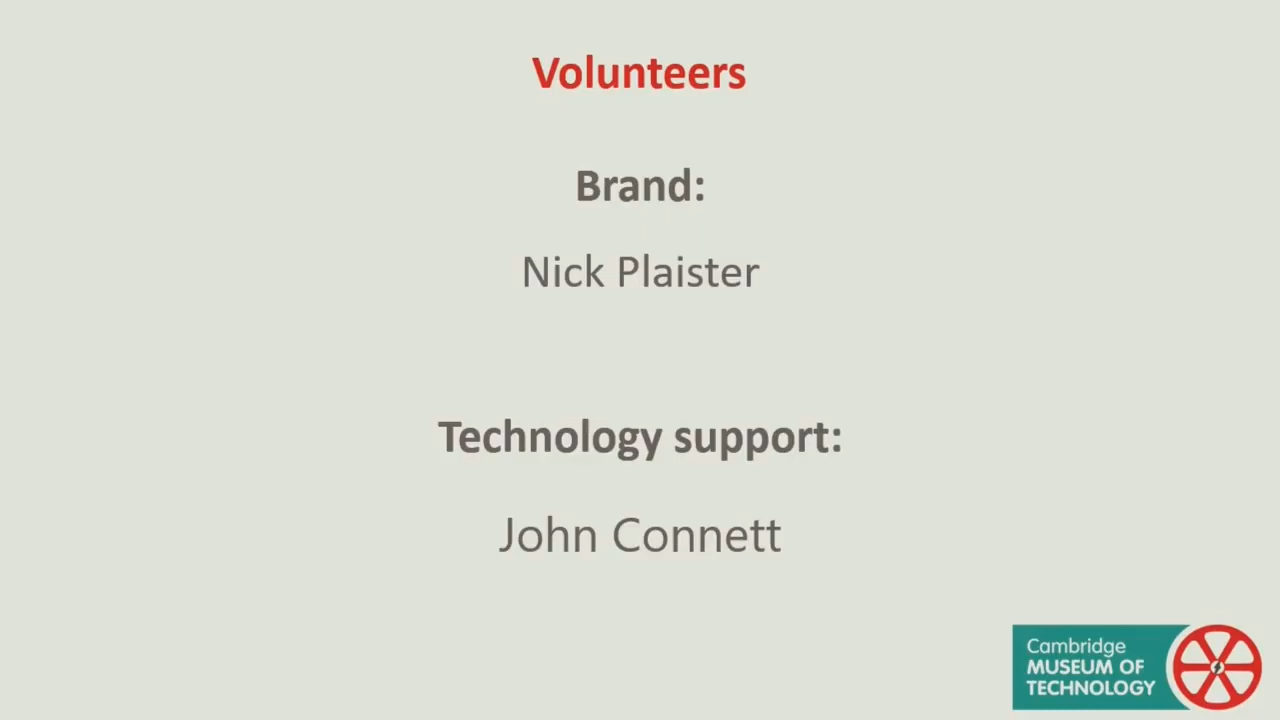 Volunteers
Brand:
Nick Plaister
Technology support:
John Connett
Cambridge
MUSEUM OF
TECHNOLOGY